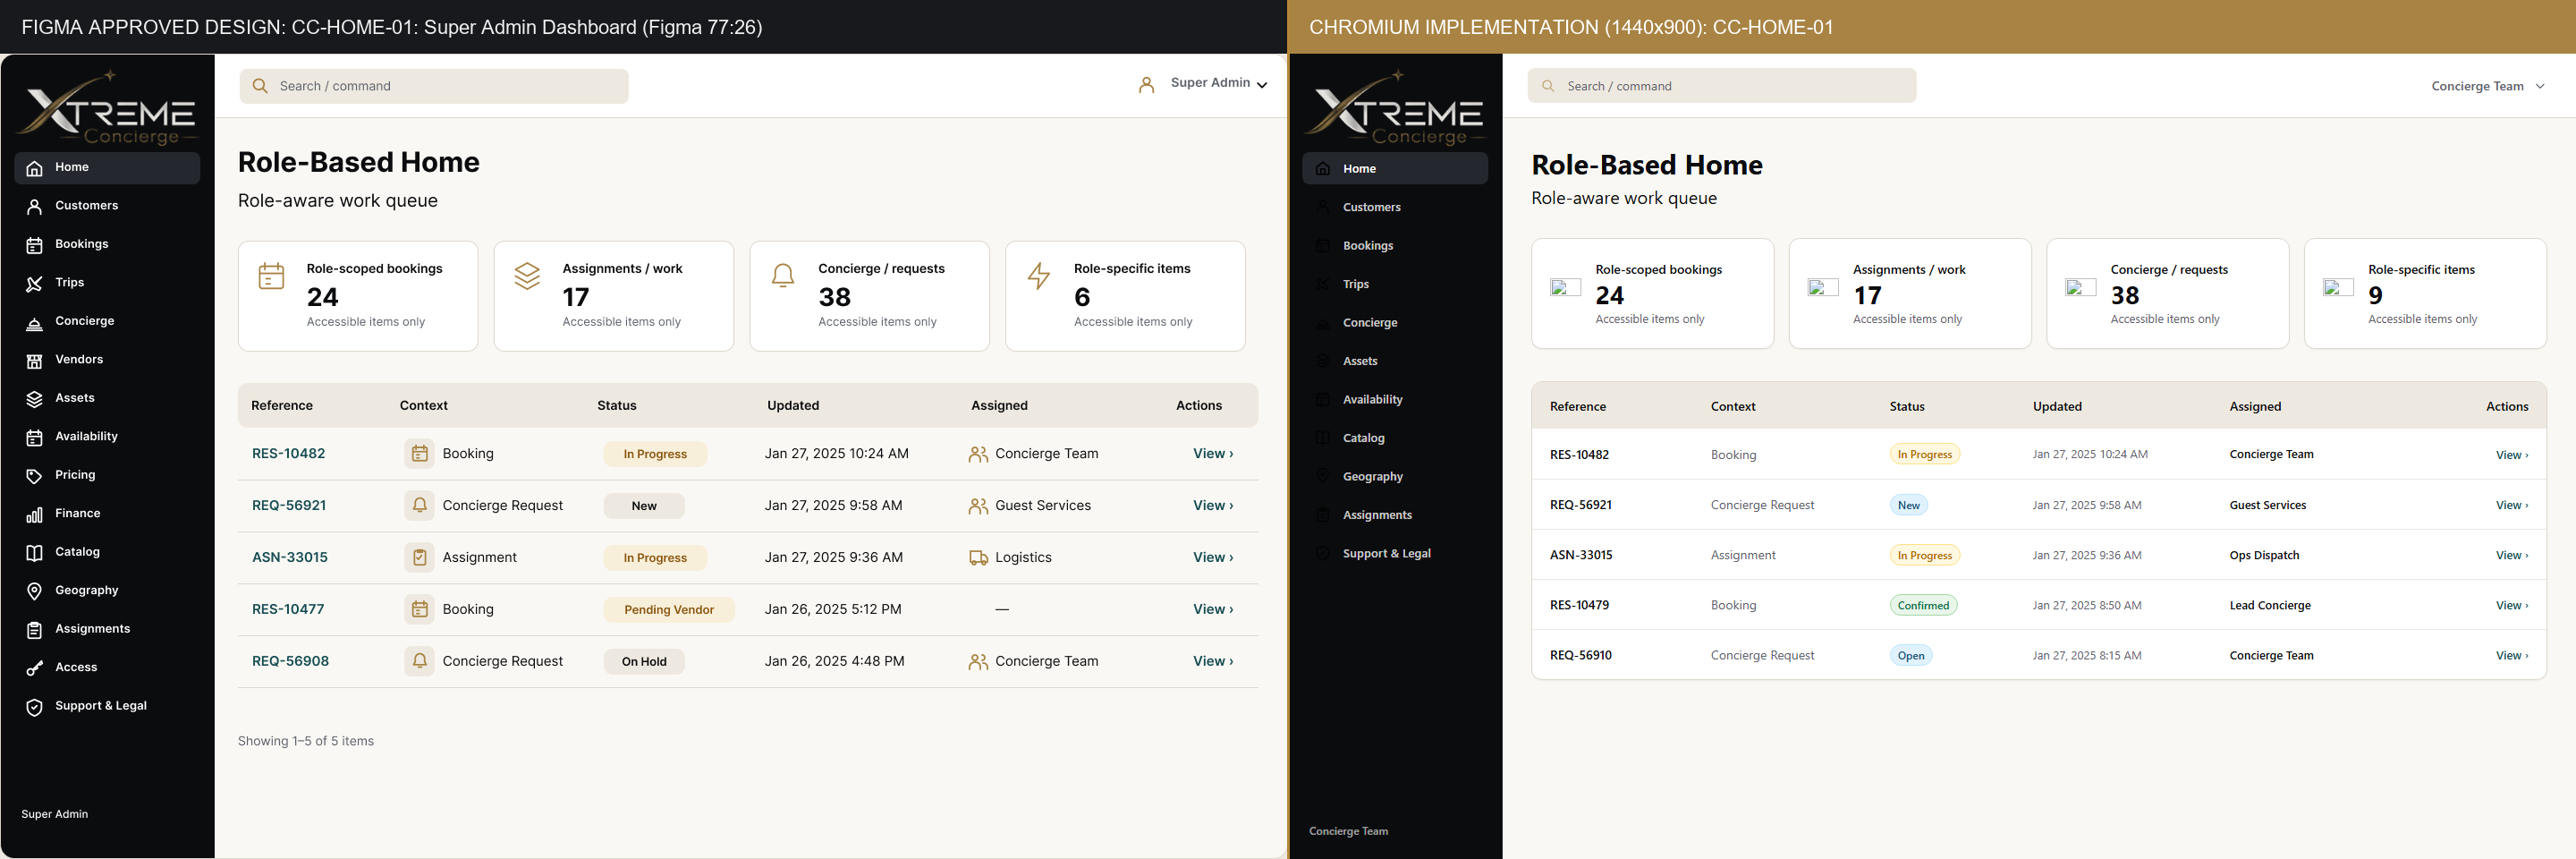 FIGMA APPROVED DESIGN: CC-HOME-01: Super Admin Dashboard (Figma 77:26)
XTREME
Concierge
Search / command
Super Admin
Home
Customers
Bookings
Trips
Concierge
Vendors
Assets
Availability
Pricing
Finance
Catalog
Geography
Assignments
Access
Support & Legal
Super Admin
Role-Based Home
Role-aware work queue
Role-scoped bookings
24
Accessible items only
Assignments / work
17
Accessible items only
Concierge / requests
38
Accessible items only
Role-specific items
6
Accessible items only
Reference Context Status Updated Assigned Actions
RES-10482 Booking In Progress Jan 27, 2025 10:24 AM Concierge Team View ›
REQ-56921 Concierge Request New Jan 27, 2025 9:58 AM Guest Services View ›
ASN-33015 Assignment In Progress Jan 27, 2025 9:36 AM Logistics View ›
RES-10477 Booking Pending Vendor Jan 26, 2025 5:12 PM — View ›
REQ-56908 Concierge Request On Hold Jan 26, 2025 4:48 PM Concierge Team View ›
Showing 1–5 of 5 items
CHROMIUM IMPLEMENTATION (1440x900): CC-HOME-01
XTREME
Concierge
Search / command
Concierge Team
Home
Customers
Bookings
Trips
Concierge
Assets
Availability
Catalog
Geography
Assignments
Support & Legal
Concierge Team
Role-Based Home
Role-aware work queue
Role-scoped bookings
24
Accessible items only
Assignments / work
17
Accessible items only
Concierge / requests
38
Accessible items only
Role-specific items
9
Accessible items only
Reference Context Status Updated Assigned Actions
RES-10482 Booking In Progress Jan 27, 2025 10:24 AM Concierge Team View ›
REQ-56921 Concierge Request New Jan 27, 2025 9:58 AM Guest Services View ›
ASN-33015 Assignment In Progress Jan 27, 2025 9:36 AM Ops Dispatch View ›
RES-10479 Booking Confirmed Jan 27, 2025 8:50 AM Lead Concierge View ›
REQ-56910 Concierge Request Open Jan 27, 2025 8:15 AM Concierge Team View ›